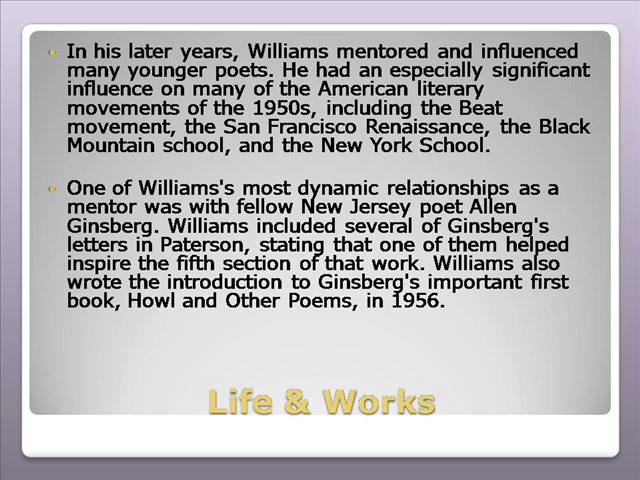 In his later years, Williams mentored and influenced
many younger poets. He had an especially significant
influence on many of the American literary
movements of the 1950s, including the Beat
movement, the San Francisco Renaissance, the Black
Mountain school, and the New York School.
One of Williams's most dynamic relationships as a
mentor was with fellow New Jersey poet Allen
Ginsberg. Williams included several of Ginsberg's
letters in Paterson, stating that one of them helped
inspire the fifth section of that work. Williams also
wrote the introduction to Ginsberg's important first
book, Howl and Other Poems, in 1956.
Life & Works